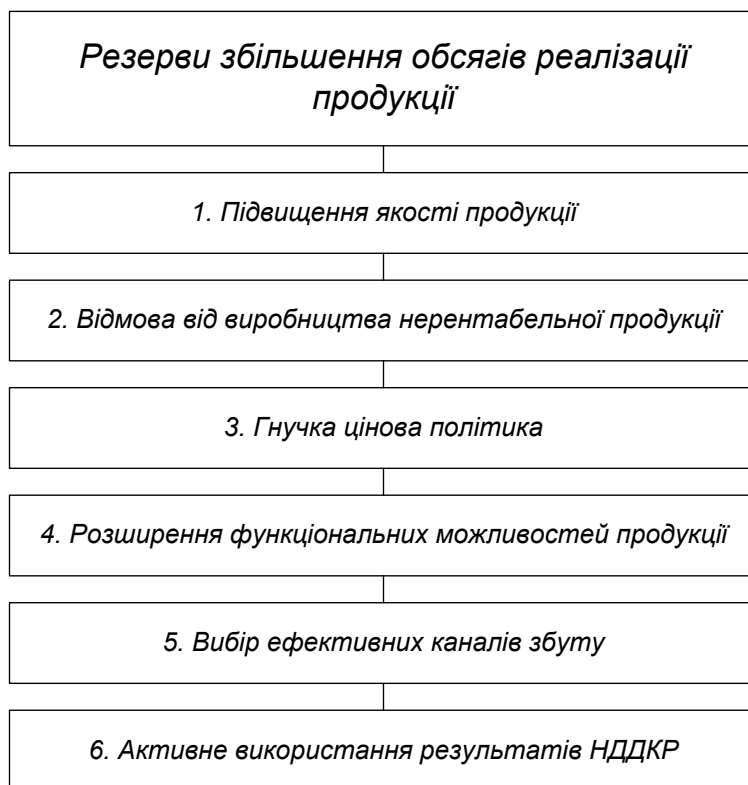 Резерви збільшення обсягів реалізації
продукції
1. Підвищення якості продукції
2. Відмова від виробництва нерентабельної продукції
3. Гнучка цінова політика
4. Розширення функціональних можливостей продукції
5. Вибір ефективних каналів збуту
6. Активне використання результатів НДДКР